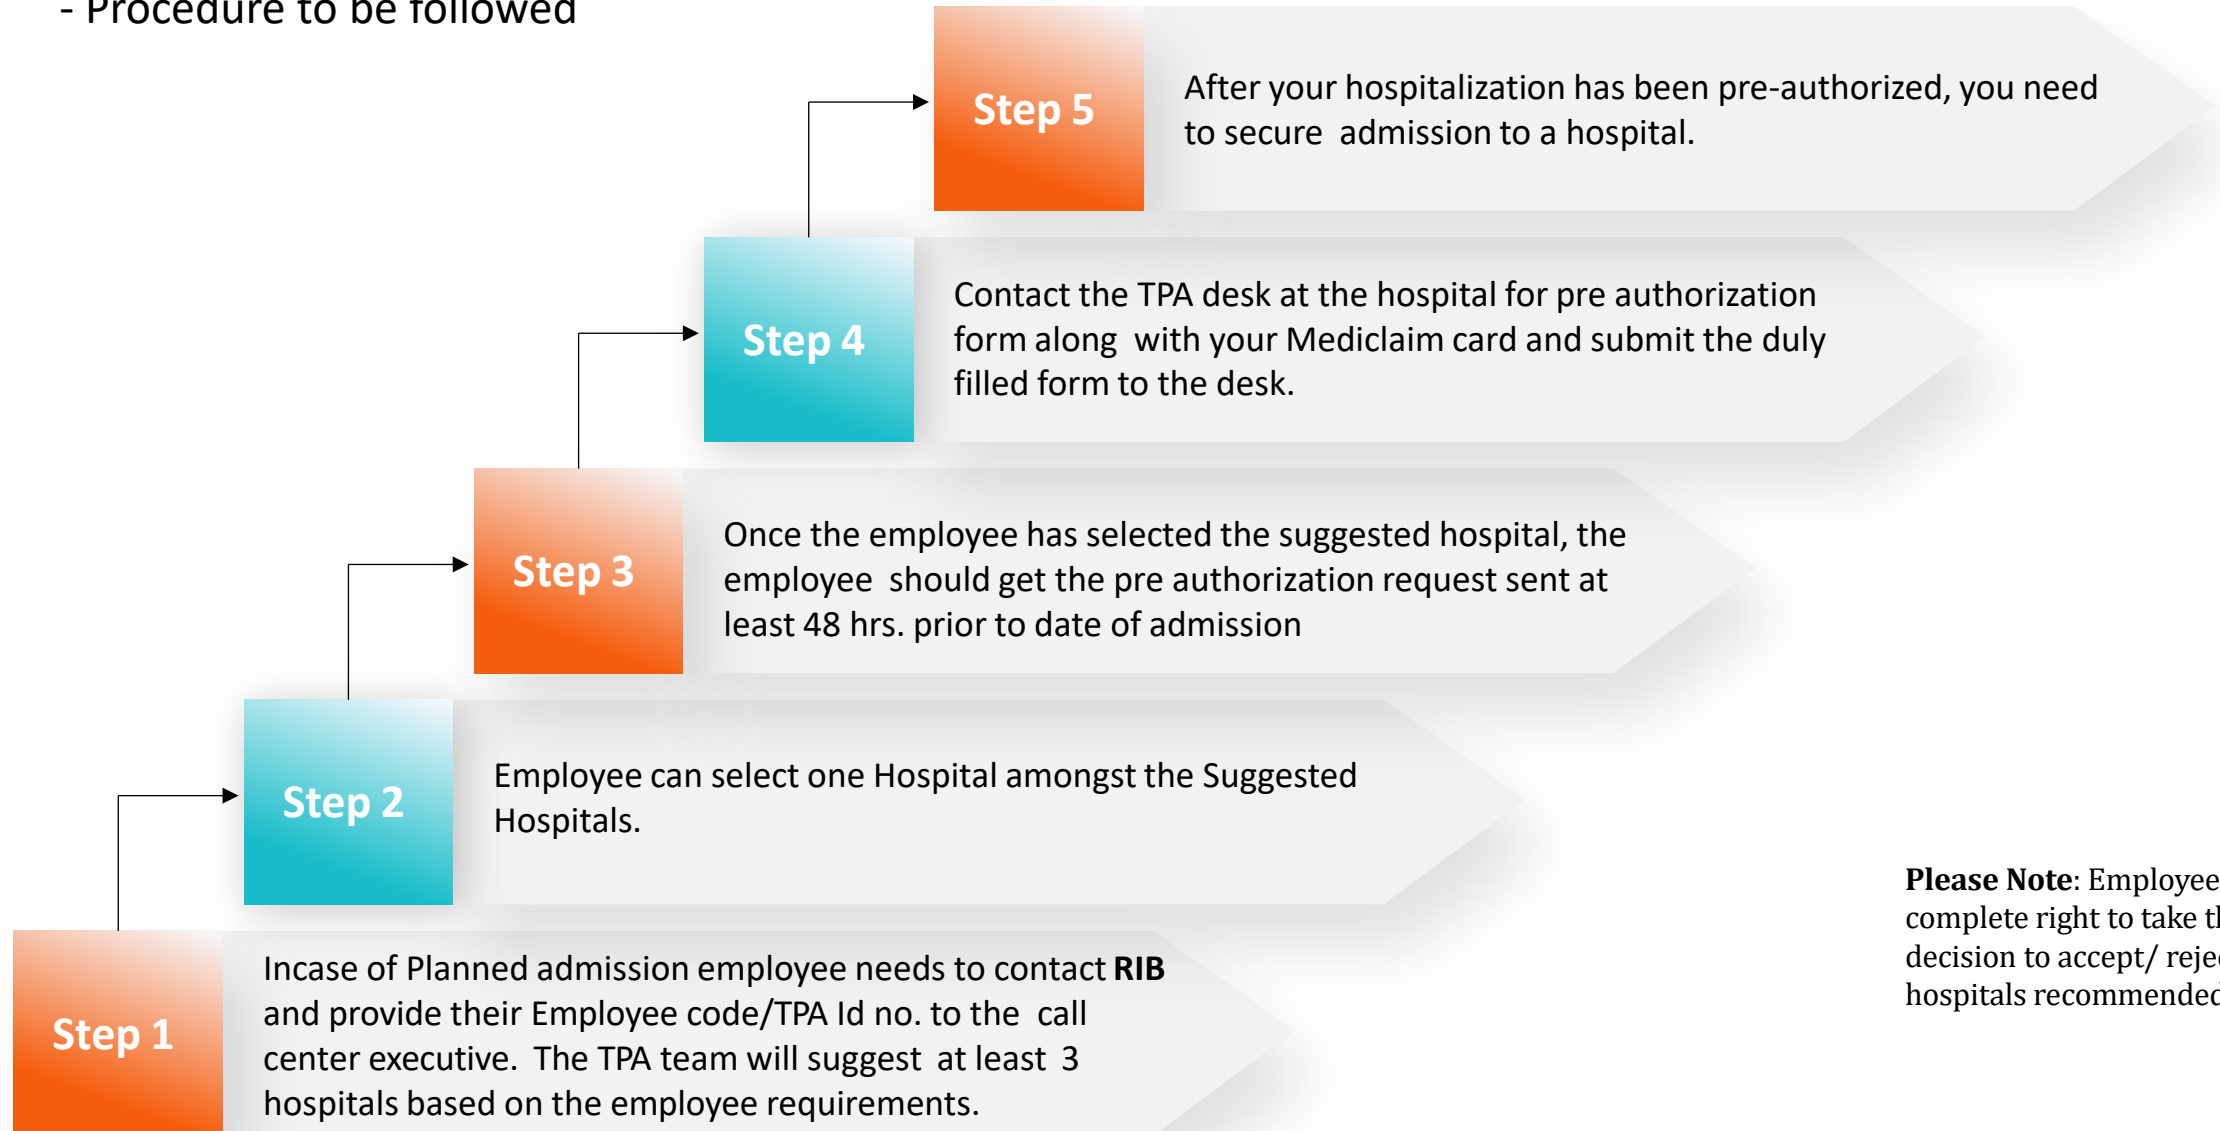 - Procedure to be followed
Step 5
After your hospitalization has been pre-authorized, you need
to secure admission to a hospital.
Step 4
Contact the TPA desk at the hospital for pre authorization
form along with your Mediclaim card and submit the duly
filled form to the desk.
Step 3
Once the employee has selected the suggested hospital, the
employee should get the pre authorization request sent at
least 48 hrs. prior to date of admission
Step 2
Employee can select one Hospital amongst the Suggested
Hospitals.
Step 1
Incase of Planned admission employee needs to contact RIB
and provide their Employee code/TPA Id no. to the call
center executive. The TPA team will suggest at least 3
hospitals based on the employee requirements.
Please Note: Employee
complete right to take
decision to accept/
hospitals recommended